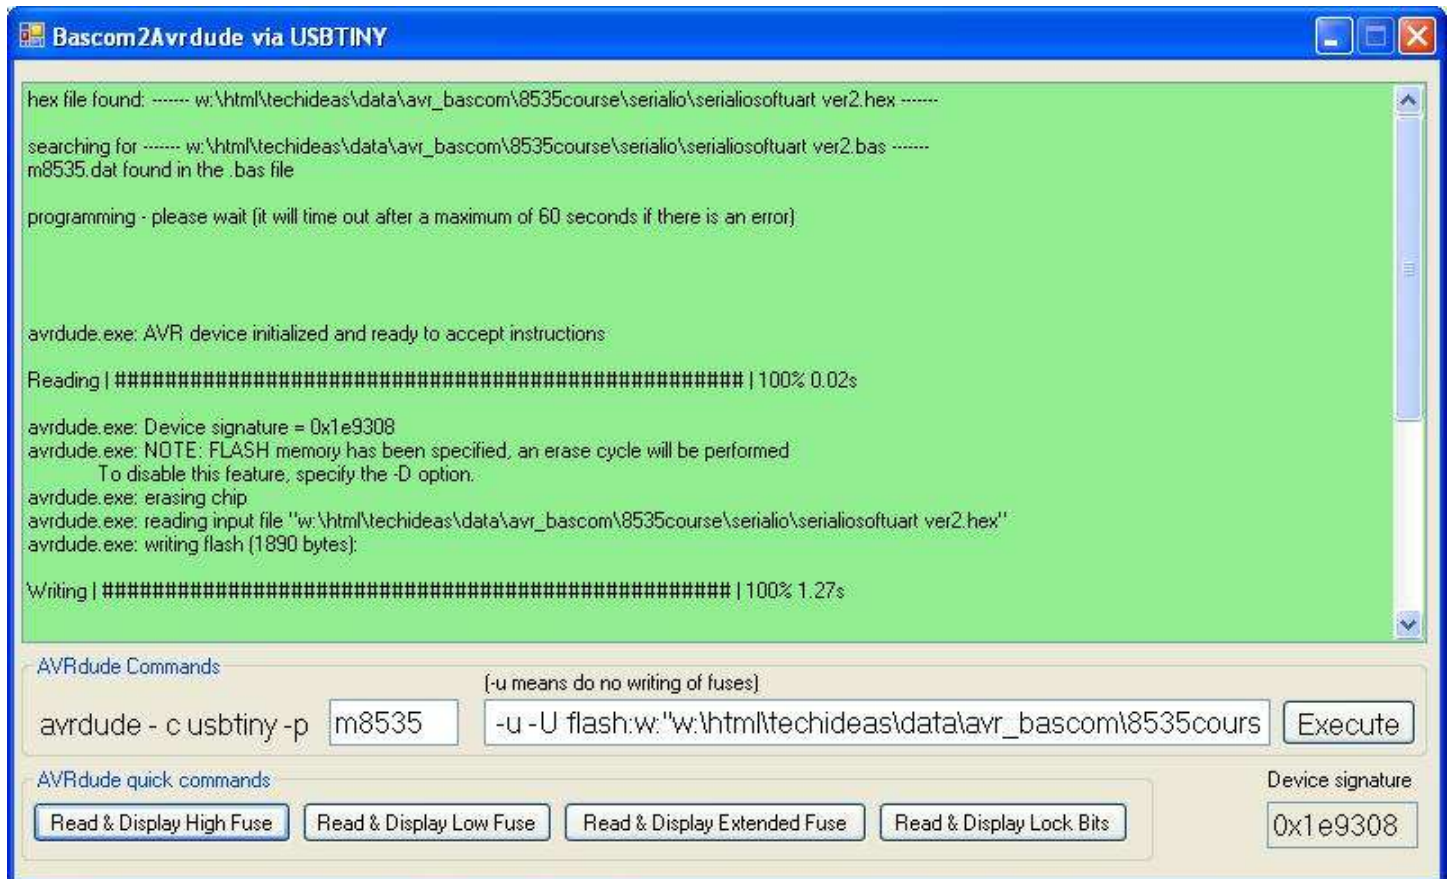 Bascom2Avrdude via USBTINY
hex file found: ------- w:\html\techideas\data\avr_bascom\8535course\serialio\serialiosoftuart ver2.hex -------
searching for ------- w:\html\techideas\data\avr_bascom\8535course\serialio\serialiosoftuart ver2.bas -------
m8535.dat found in the .bas file
programming - please wait (it will time out after a maximum of 60 seconds if there is an error)
avrdude.exe: AVR device initialized and ready to accept instructions
Reading | ################################################## | 100% 0.02s
avrdude.exe: Device signature = 0x1e9308
avrdude.exe: NOTE: FLASH memory has been specified, an erase cycle will be performed
To disable this feature, specify the -D option.
avrdude.exe: erasing chip
avrdude.exe: reading input file "w:\html\techideas\data\avr_bascom\8535course\serialio\serialiosoftuart ver2.hex"
avrdude.exe: writing flash (1890 bytes):
Writing | ################################################## | 100% 1.27s
AVRdude Commands
(-u means do no writing of fuses)
avrdude - c usbtiny -p m8535 -u -U flash:w:"w:\html\techideas\data\avr_bascom\8535cours Execute
AVRdude quick commands
Device signature
Read & Display High Fuse Read & Display Low Fuse Read & Display Extended Fuse Read & Display Lock Bits 0x1e9308